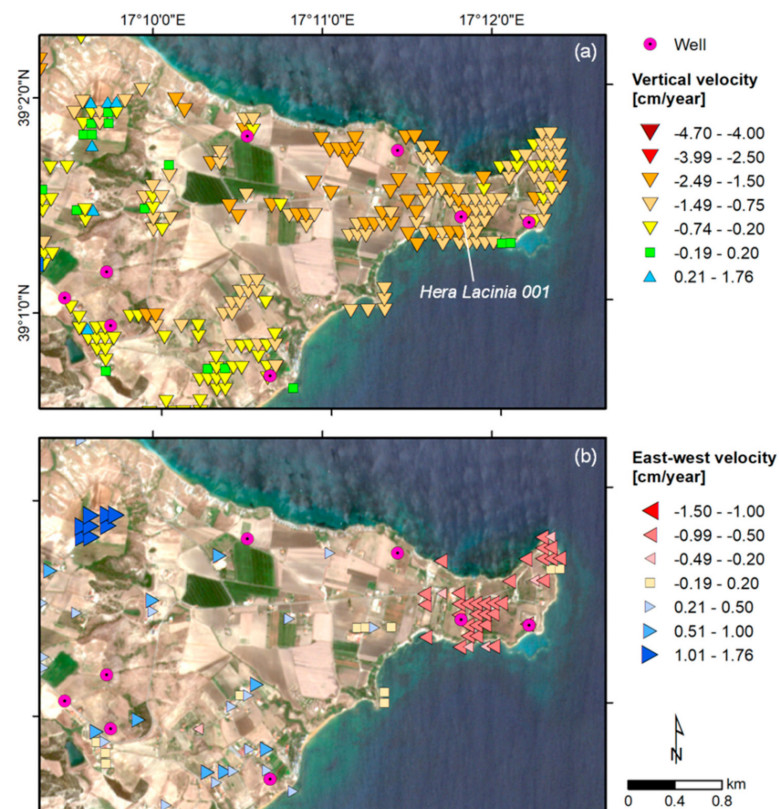 17°10'0"E 17°11'0"E 17°12'0"E
(a)
39°2'0"N
39°1'0"N
Hera Lacinia 001
Well
Vertical velocity
[cm/year]
-4.70 - -4.00
-3.99 - -2.50
-2.49 - -1.50
-1.49 - -0.75
-0.74 - -0.20
-0.19 - 0.20
0.21 - 1.76
(b)
East-west velocity
[cm/year]
-1.50 - -1.00
-0.99 - -0.50
-0.49 - -0.20
-0.19 - 0.20
0.21 - 0.50
0.51 - 1.00
1.01 - 1.76
N
km
0 0.4 0.8